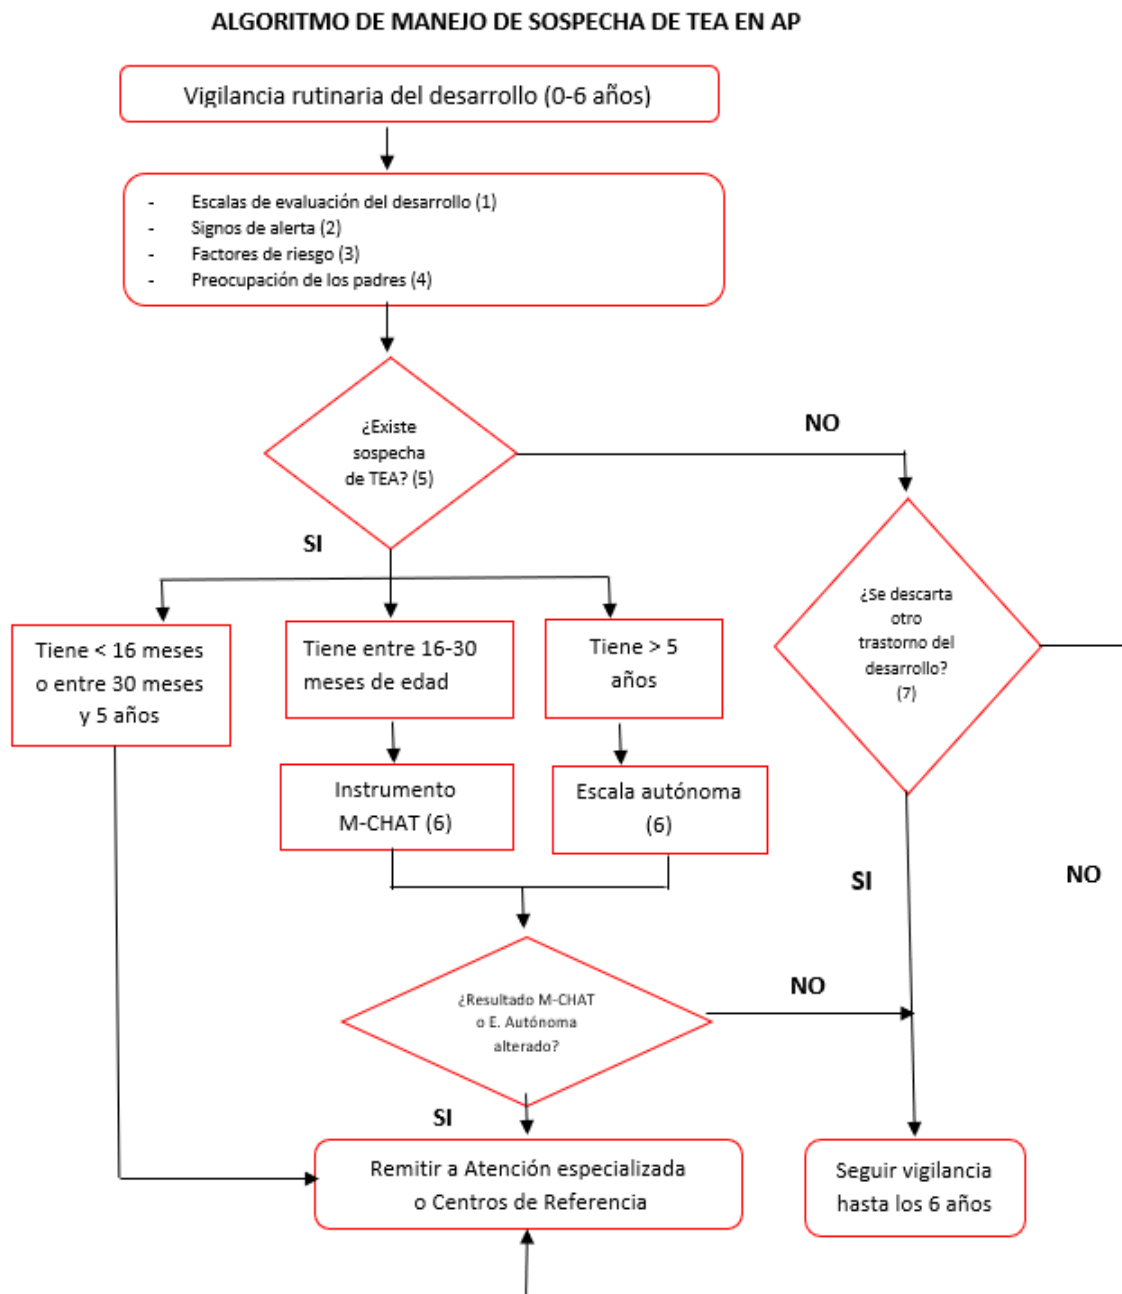 ALGORITMO DE MANEJO DE SOSPECHA DE TEA EN AP
Vigilancia rutinaria del desarrollo (0-6 años)
- Escalas de evaluación del desarrollo (1)
- Signos de alerta (2)
- Factores de riesgo (3)
- Preocupación de los padres (4)
¿Existe
sospecha
de TEA? (5)
NO
SI
¿Se descarta
otro
trastorno del
desarrollo?
(7)
Tiene < 16 meses
o entre 30 meses
y 5 años
Tiene entre 16-30
meses de edad
Tiene > 5
años
Instrumento
M-CHAT (6)
Escala autónoma
(6)
SI
NO
¿Resultado M-CHAT
o E. Autónoma
alterado?
NO
SI
Remitir a Atención especializada
o Centros de Referencia
Seguir vigilancia
hasta los 6 años